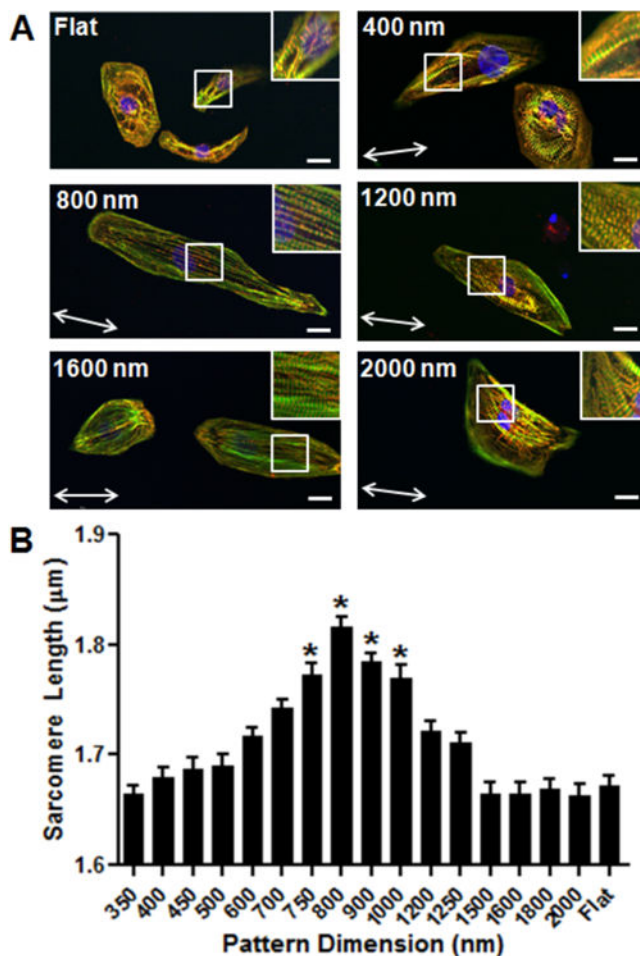 A
Flat
400 nm
800 nm
1200 nm
1600 nm
2000 nm
B
Sarcomere Length (μm)
1.9
1.8
1.7
1.6
* * * *
350 400 450 500 600 700 750 800 900 1000 1200 1250 1500 1600 1800 2000 Flat
Pattern Dimension (nm)